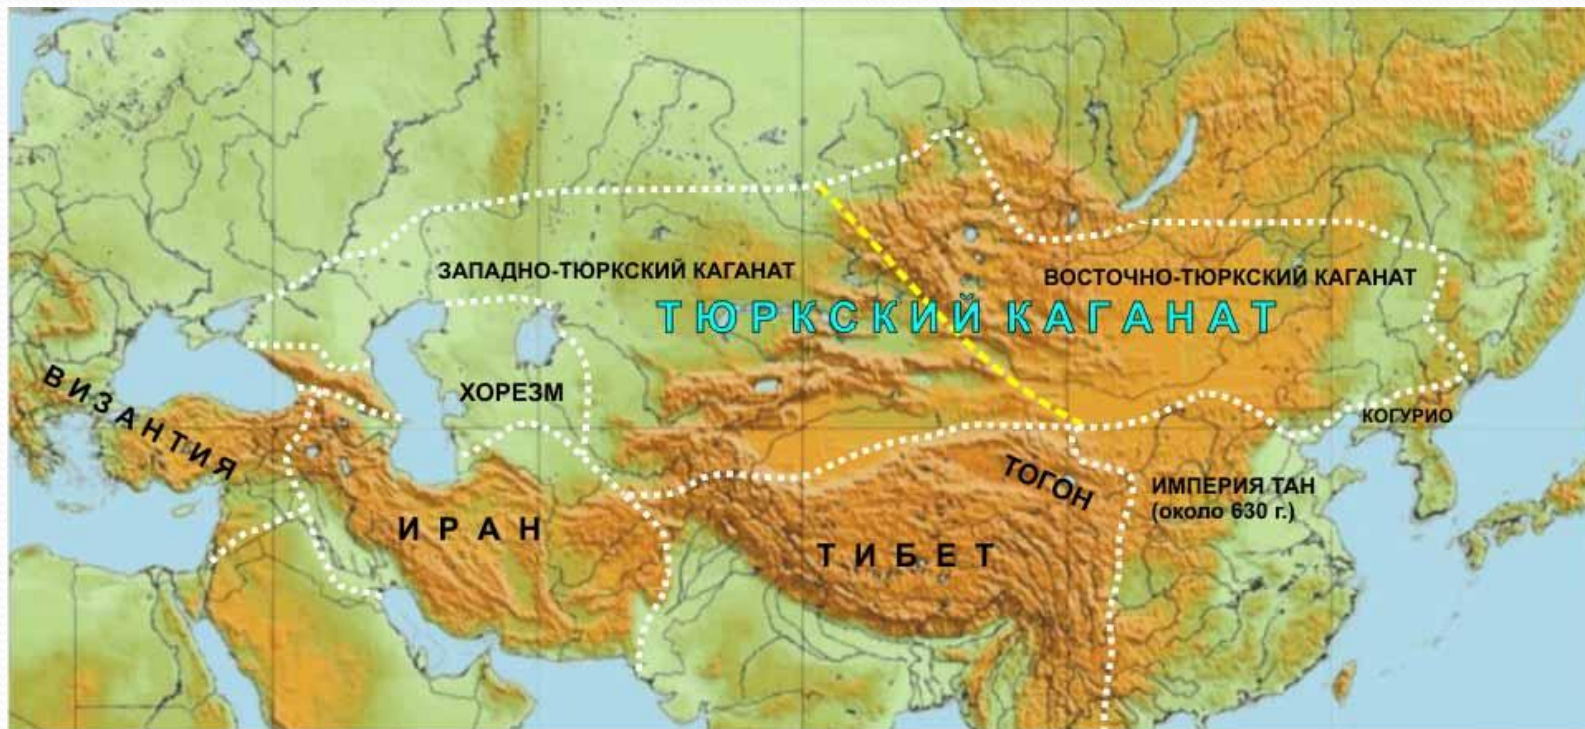 ЗАПАДНО-ТЮРКСКИЙ КАГАНАТ
ВОСТОЧНО-ТЮРКСКИЙ КАГАНАТ
ТЮРКСКИЙ КАГАНАТ
ВИЗАНТИЯ
ХОРЕЗМ
КОГУРИО
ТОГОН
ИМПЕРИЯ ТАН
(около 630 г.)
ИРАН
ТИБЕТ